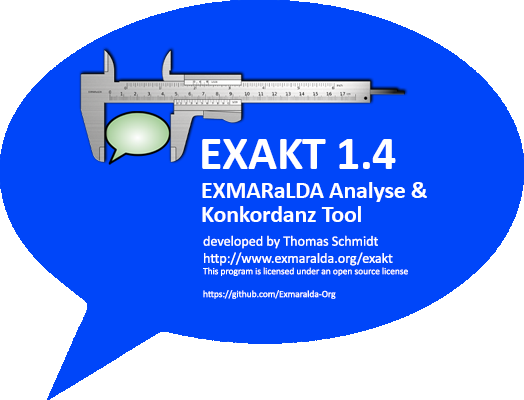 EXAKT 1.4
EXMARaLDA Analyse &
Konkordanz Tool
developed by Thomas Schmidt
http://www.exmaralda.org/exakt
This program is licensed under an open source license
https://github.com/Exmaralda-Org